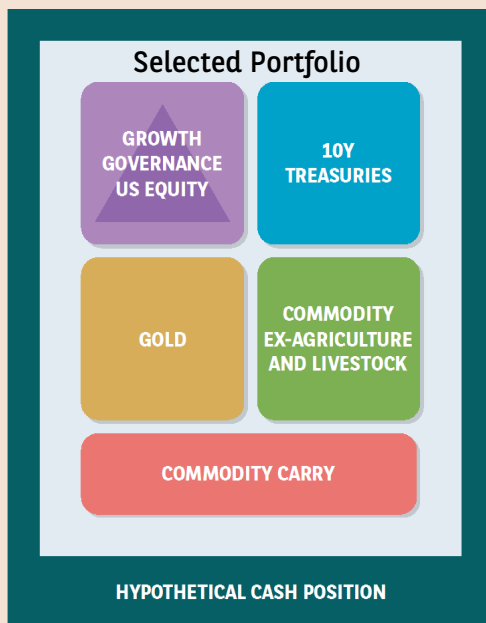 Selected Portfolio
GROWTH
GOVERNANCE
US EQUITY
10Y
TREASURIES
GOLD
COMMODITY
EX-AGRICULTURE
AND LIVESTOCK
COMMODITY CARRY
HYPOTHETICAL CASH POSITION